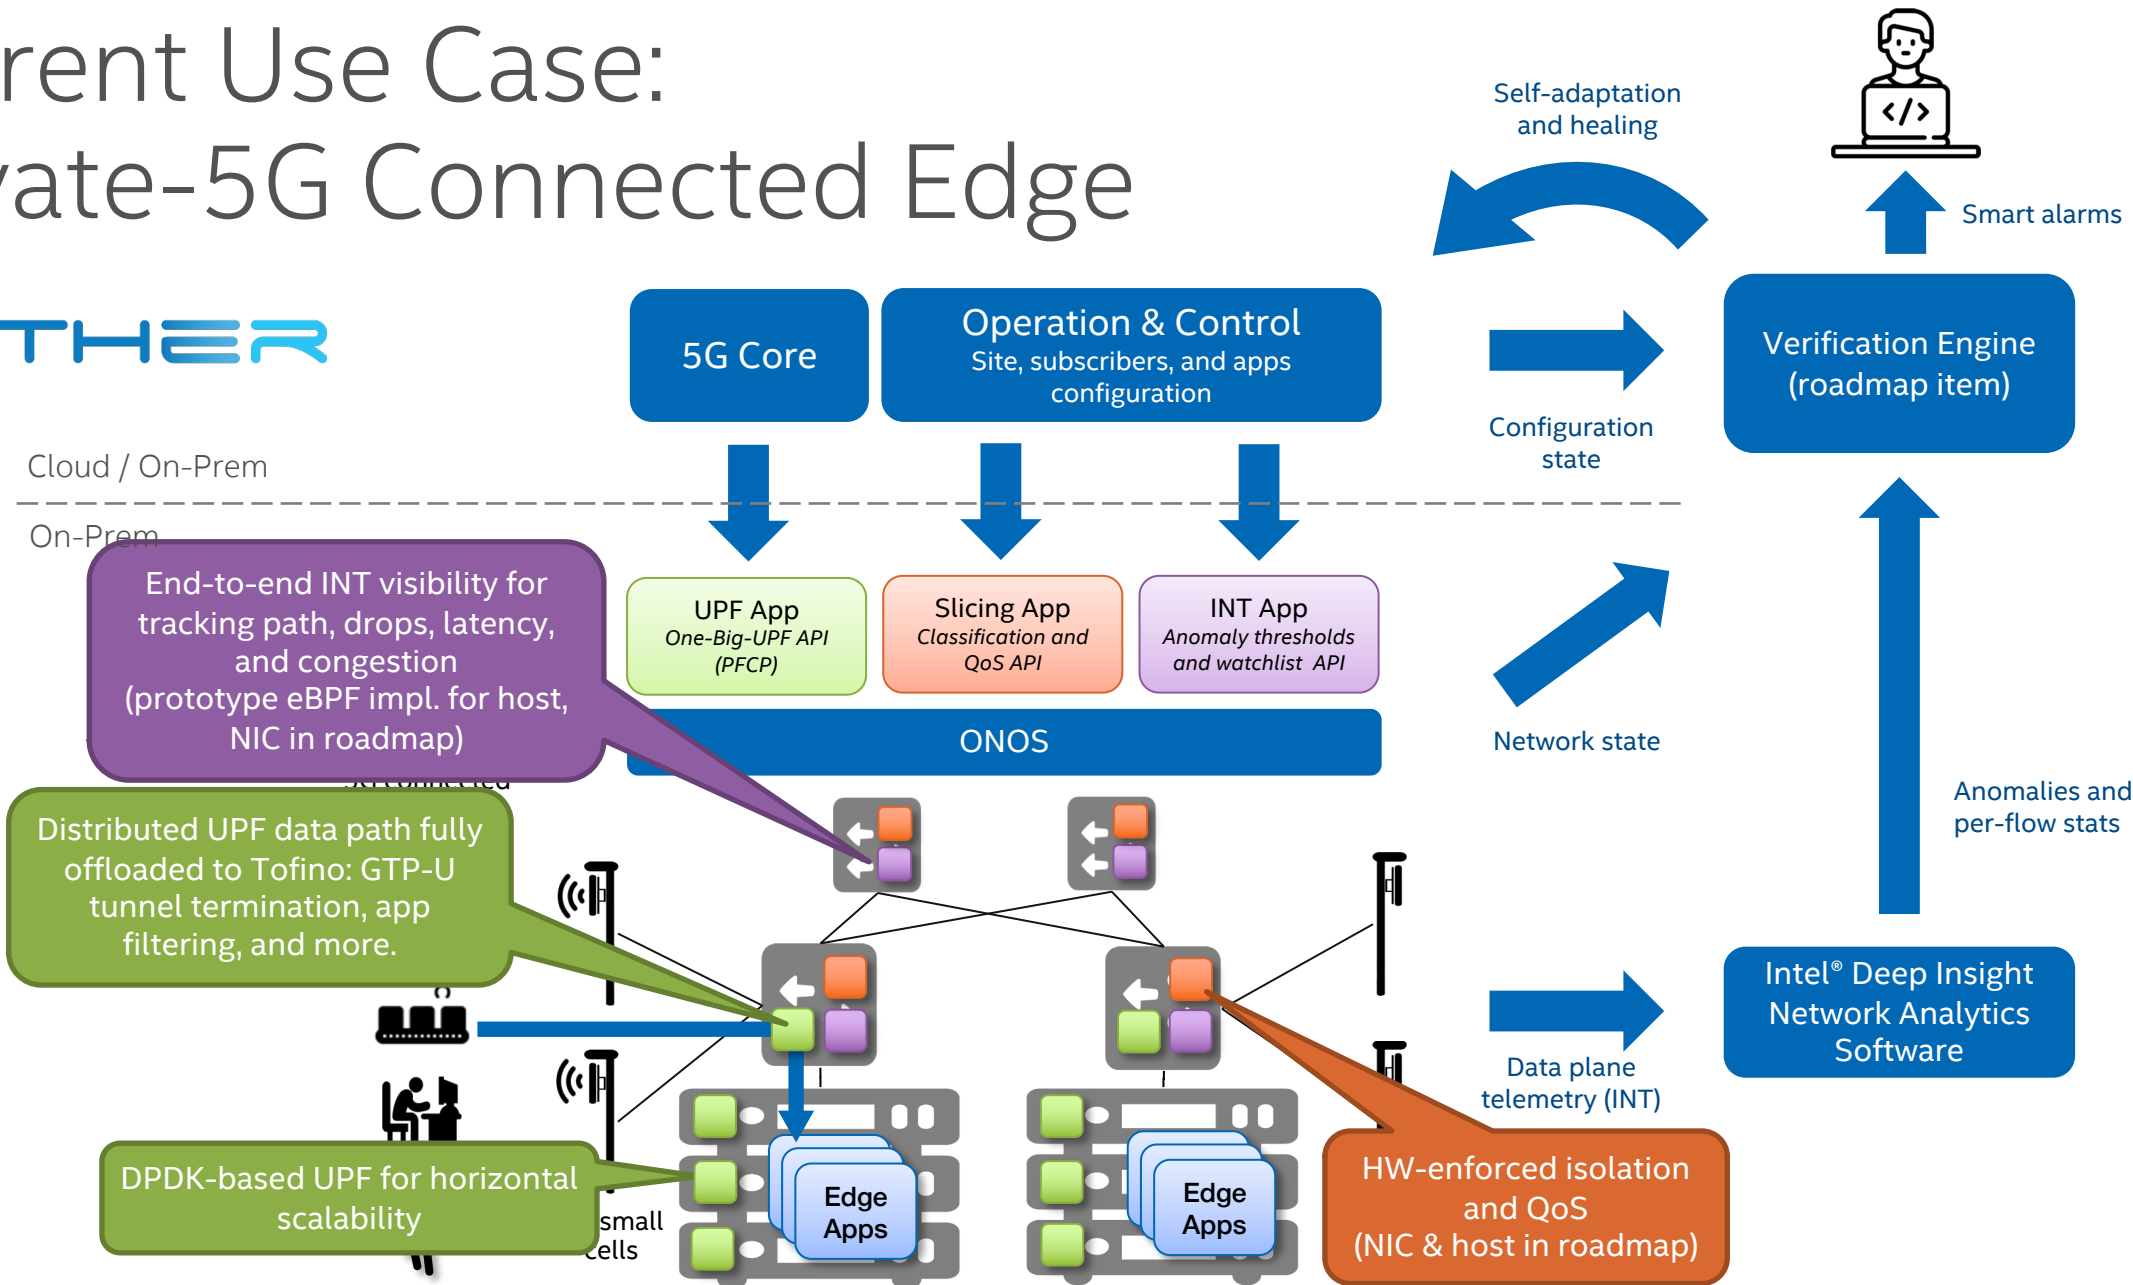 rent Use Case:
vate-5G Connected Edge
THER
Self-adaptation
and healing
</>
Smart alarms
5G Core
Operation & Control
Site, subscribers, and apps
configuration
Verification Engine
(roadmap item)
Configuration
state
Cloud / On-Prem
On-Prem
End-to-end INT visibility for
tracking path, drops, latency,
and congestion
(prototype eBPF impl. for host,
NIC in roadmap)
UPF App
One-Big-UPF API
(PFCP)
Slicing App
Classification and
QoS API
INT App
Anomaly thresholds
and watchlist API
ONOS
Network state
Anomalies and
per-flow stats
5G connected
Distributed UPF data path fully
offloaded to Tofino: GTP-U
tunnel termination, app
filtering, and more.
Intel® Deep Insight
Network Analytics
Software
Data plane
telemetry (INT)
DPDK-based UPF for horizontal
scalability
small
cells
Edge
Apps
Edge
Apps
HW-enforced isolation
and QoS
(NIC & host in roadmap)